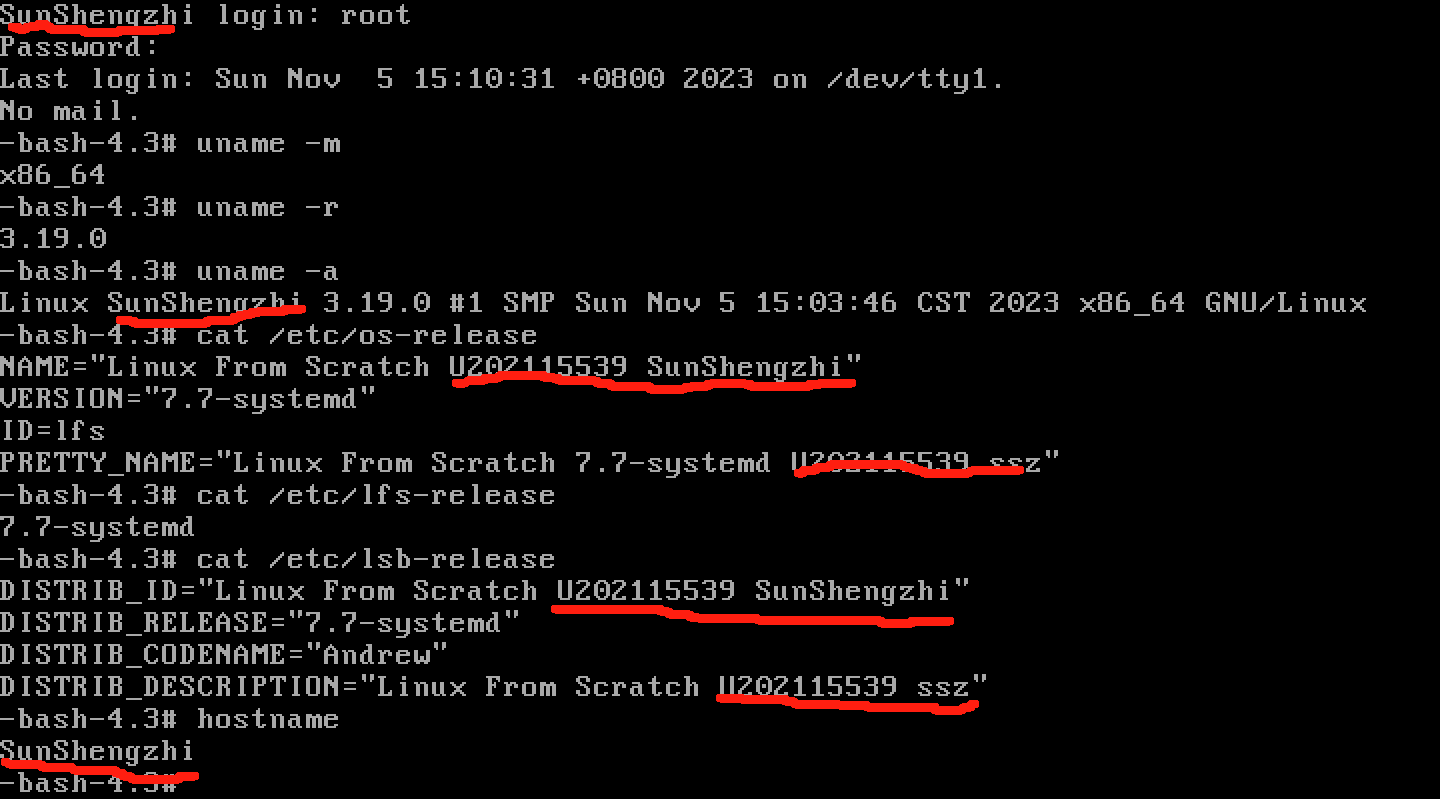 SunShengzhi login: root
Password:
Last login: Sun Nov  5 15:10:31 +0800 2023 on /dev/tty1.
No mail.
-bash-4.3# uname -m
x86_64
-bash-4.3# uname -r
3.19.0
-bash-4.3# uname -a
Linux SunShengzhi 3.19.0 #1 SMP Sun Nov 5 15:03:46 CST 2023 x86_64 GNU/Linux
-bash-4.3# cat /etc/os-release
NAME="Linux From Scratch U202115539 SunShengzhi"
VERSION="7.7-systemd"
ID=lfs
PRETTY_NAME="Linux From Scratch 7.7-systemd U202115539 ssz"
-bash-4.3# cat /etc/lfs-release
7.7-systemd
-bash-4.3# cat /etc/lsb-release
DISTRIB_ID="Linux From Scratch U202115539 SunShengzhi"
DISTRIB_RELEASE="7.7-systemd"
DISTRIB_CODENAME="Andrew"
DISTRIB_DESCRIPTION="Linux From Scratch U202115539 ssz"
-bash-4.3# hostname
SunShengzhi
-bash-4.3#